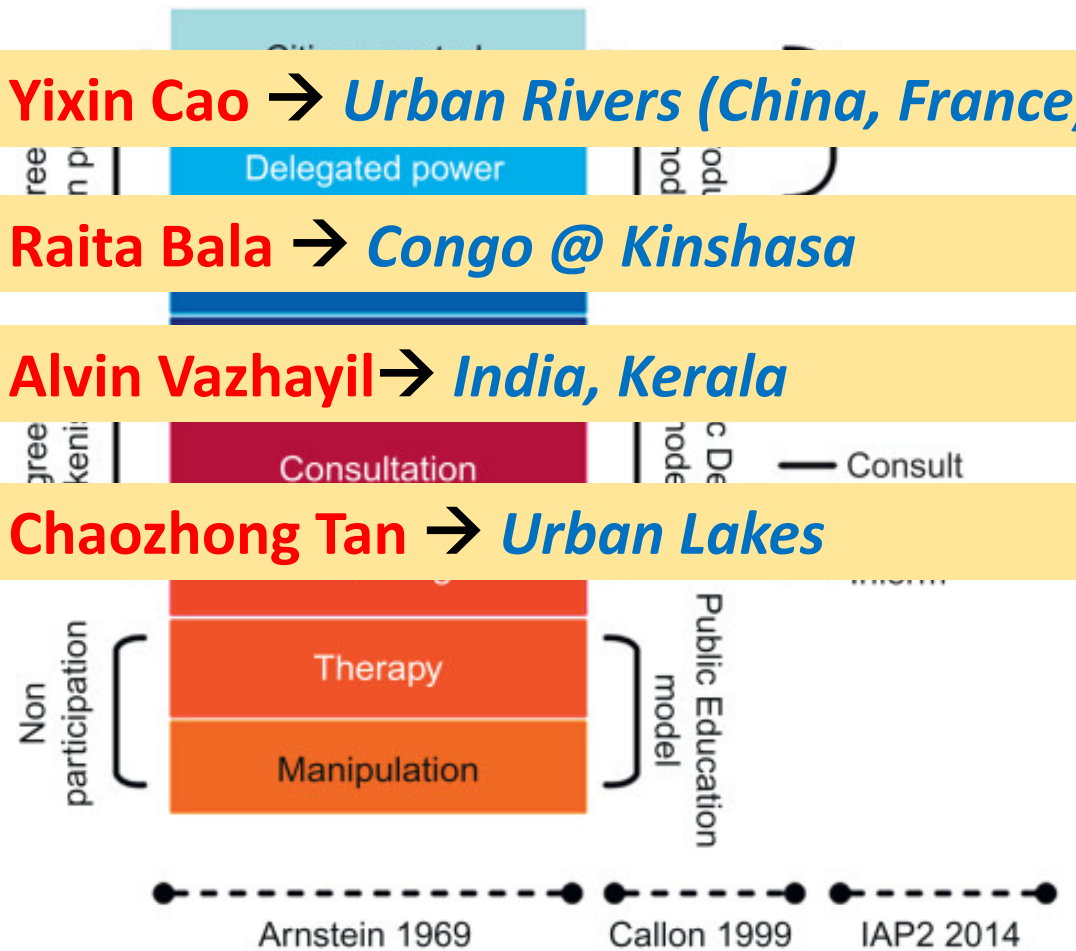 Yixin Cao → Urban Rivers (China, France,
Delegated power
Raita Bala → Congo @ Kinshasa
Alvin Vazhayil→ India, Kerala
Consultation
Consult
Chaozhong Tan → Urban Lakes
Non
participation
Therapy
Manipulation
Public Education
model
Arnstein 1969
Callon 1999
IAP2 2014